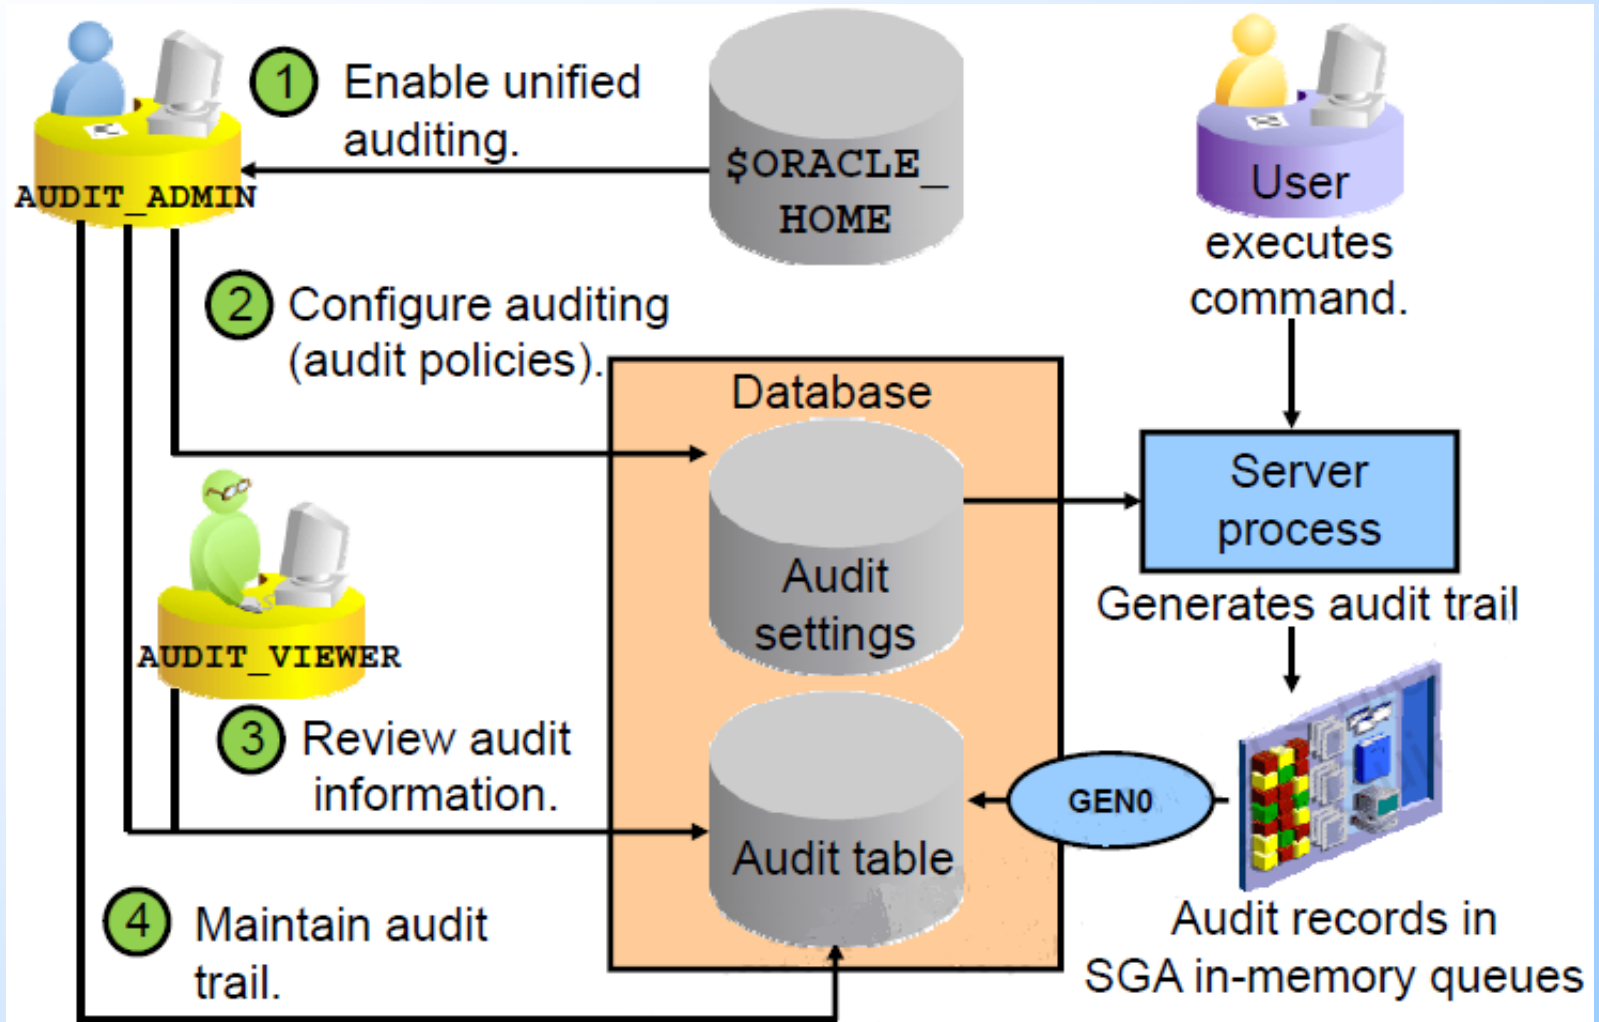 1 Enable unified
auditing.
$ORACLE_
HOME
AUDIT_ADMIN
User
executes
command.
2 Configure auditing
(audit policies).
Database
Audit
settings
Server
process
Generates audit trail
AUDIT_VIEWER
3 Review audit
information.
Audit table
GEN0
Audit records in
SGA in-memory queues
4 Maintain audit
trail.